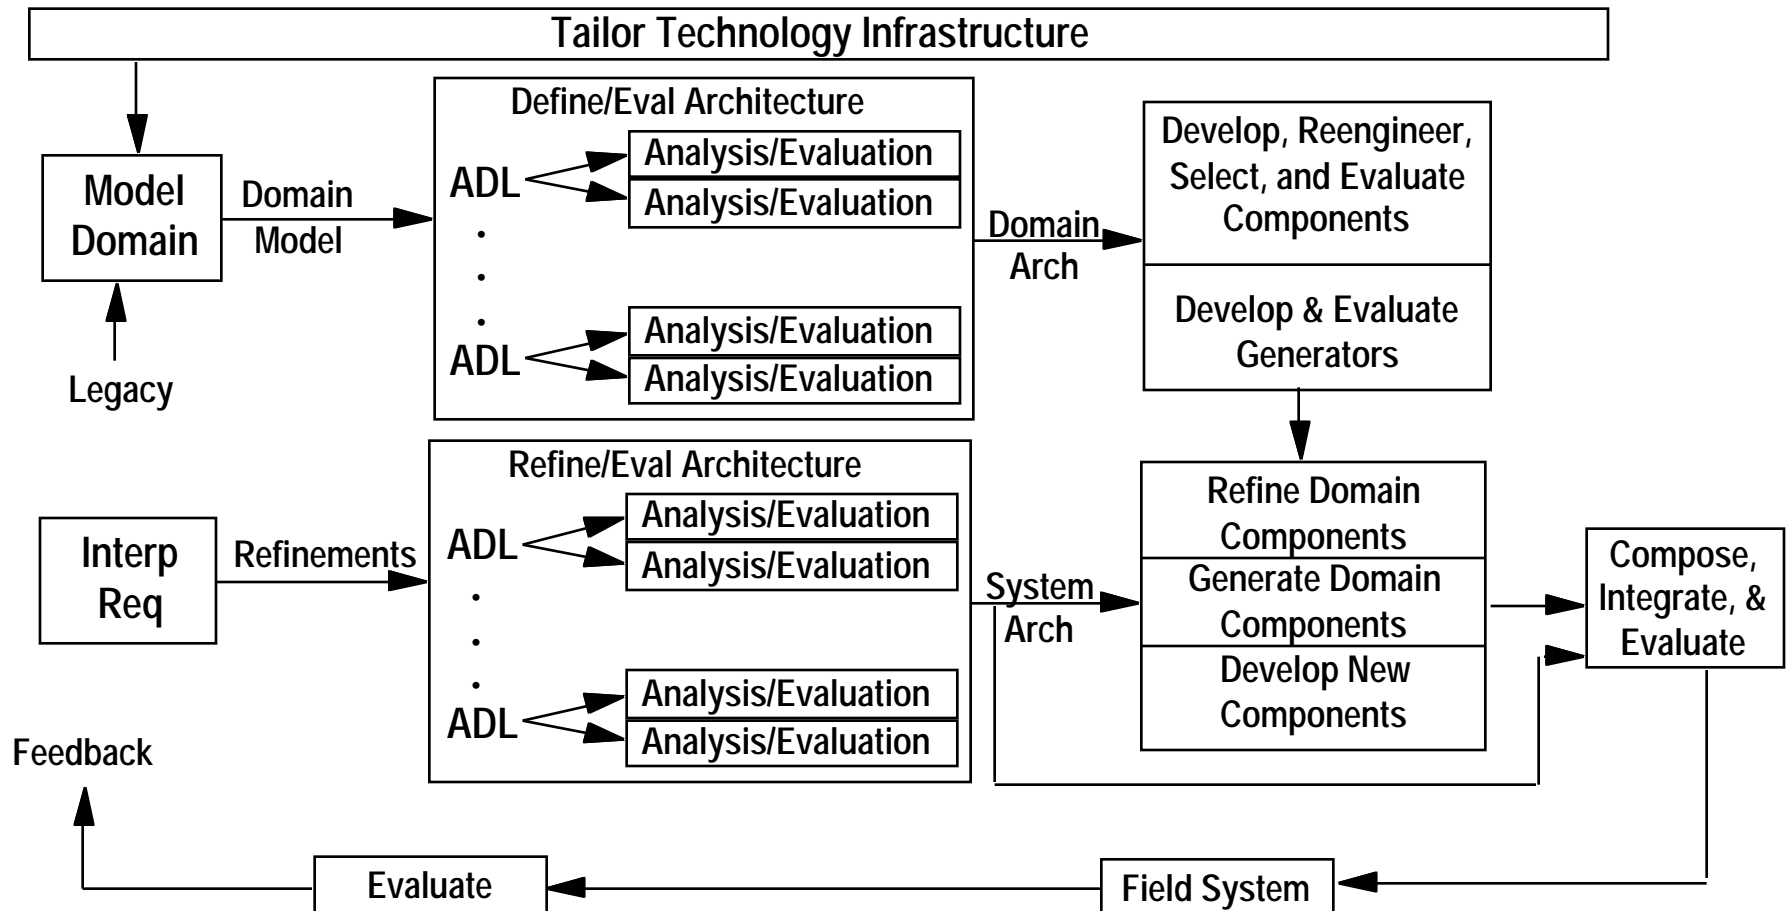 Tailor Technology Infrastructure
Define/Eval Architecture
ADL
Analysis/Evaluation
Analysis/Evaluation
.
.
.
ADL
Analysis/Evaluation
Analysis/Evaluation
Model
Domain
Domain
Model
Legacy
Domain
Arch
Develop, Reengineer,
Select, and Evaluate
Components
Develop & Evaluate
Generators
Refine/Eval Architecture
ADL
Analysis/Evaluation
Analysis/Evaluation
.
.
.
ADL
Analysis/Evaluation
Analysis/Evaluation
Interp
Req
Refinements
System
Arch
Refine Domain
Components
Generate Domain
Components
Develop New
Components
Compose,
Integrate, &
Evaluate
Feedback
Evaluate
Field System